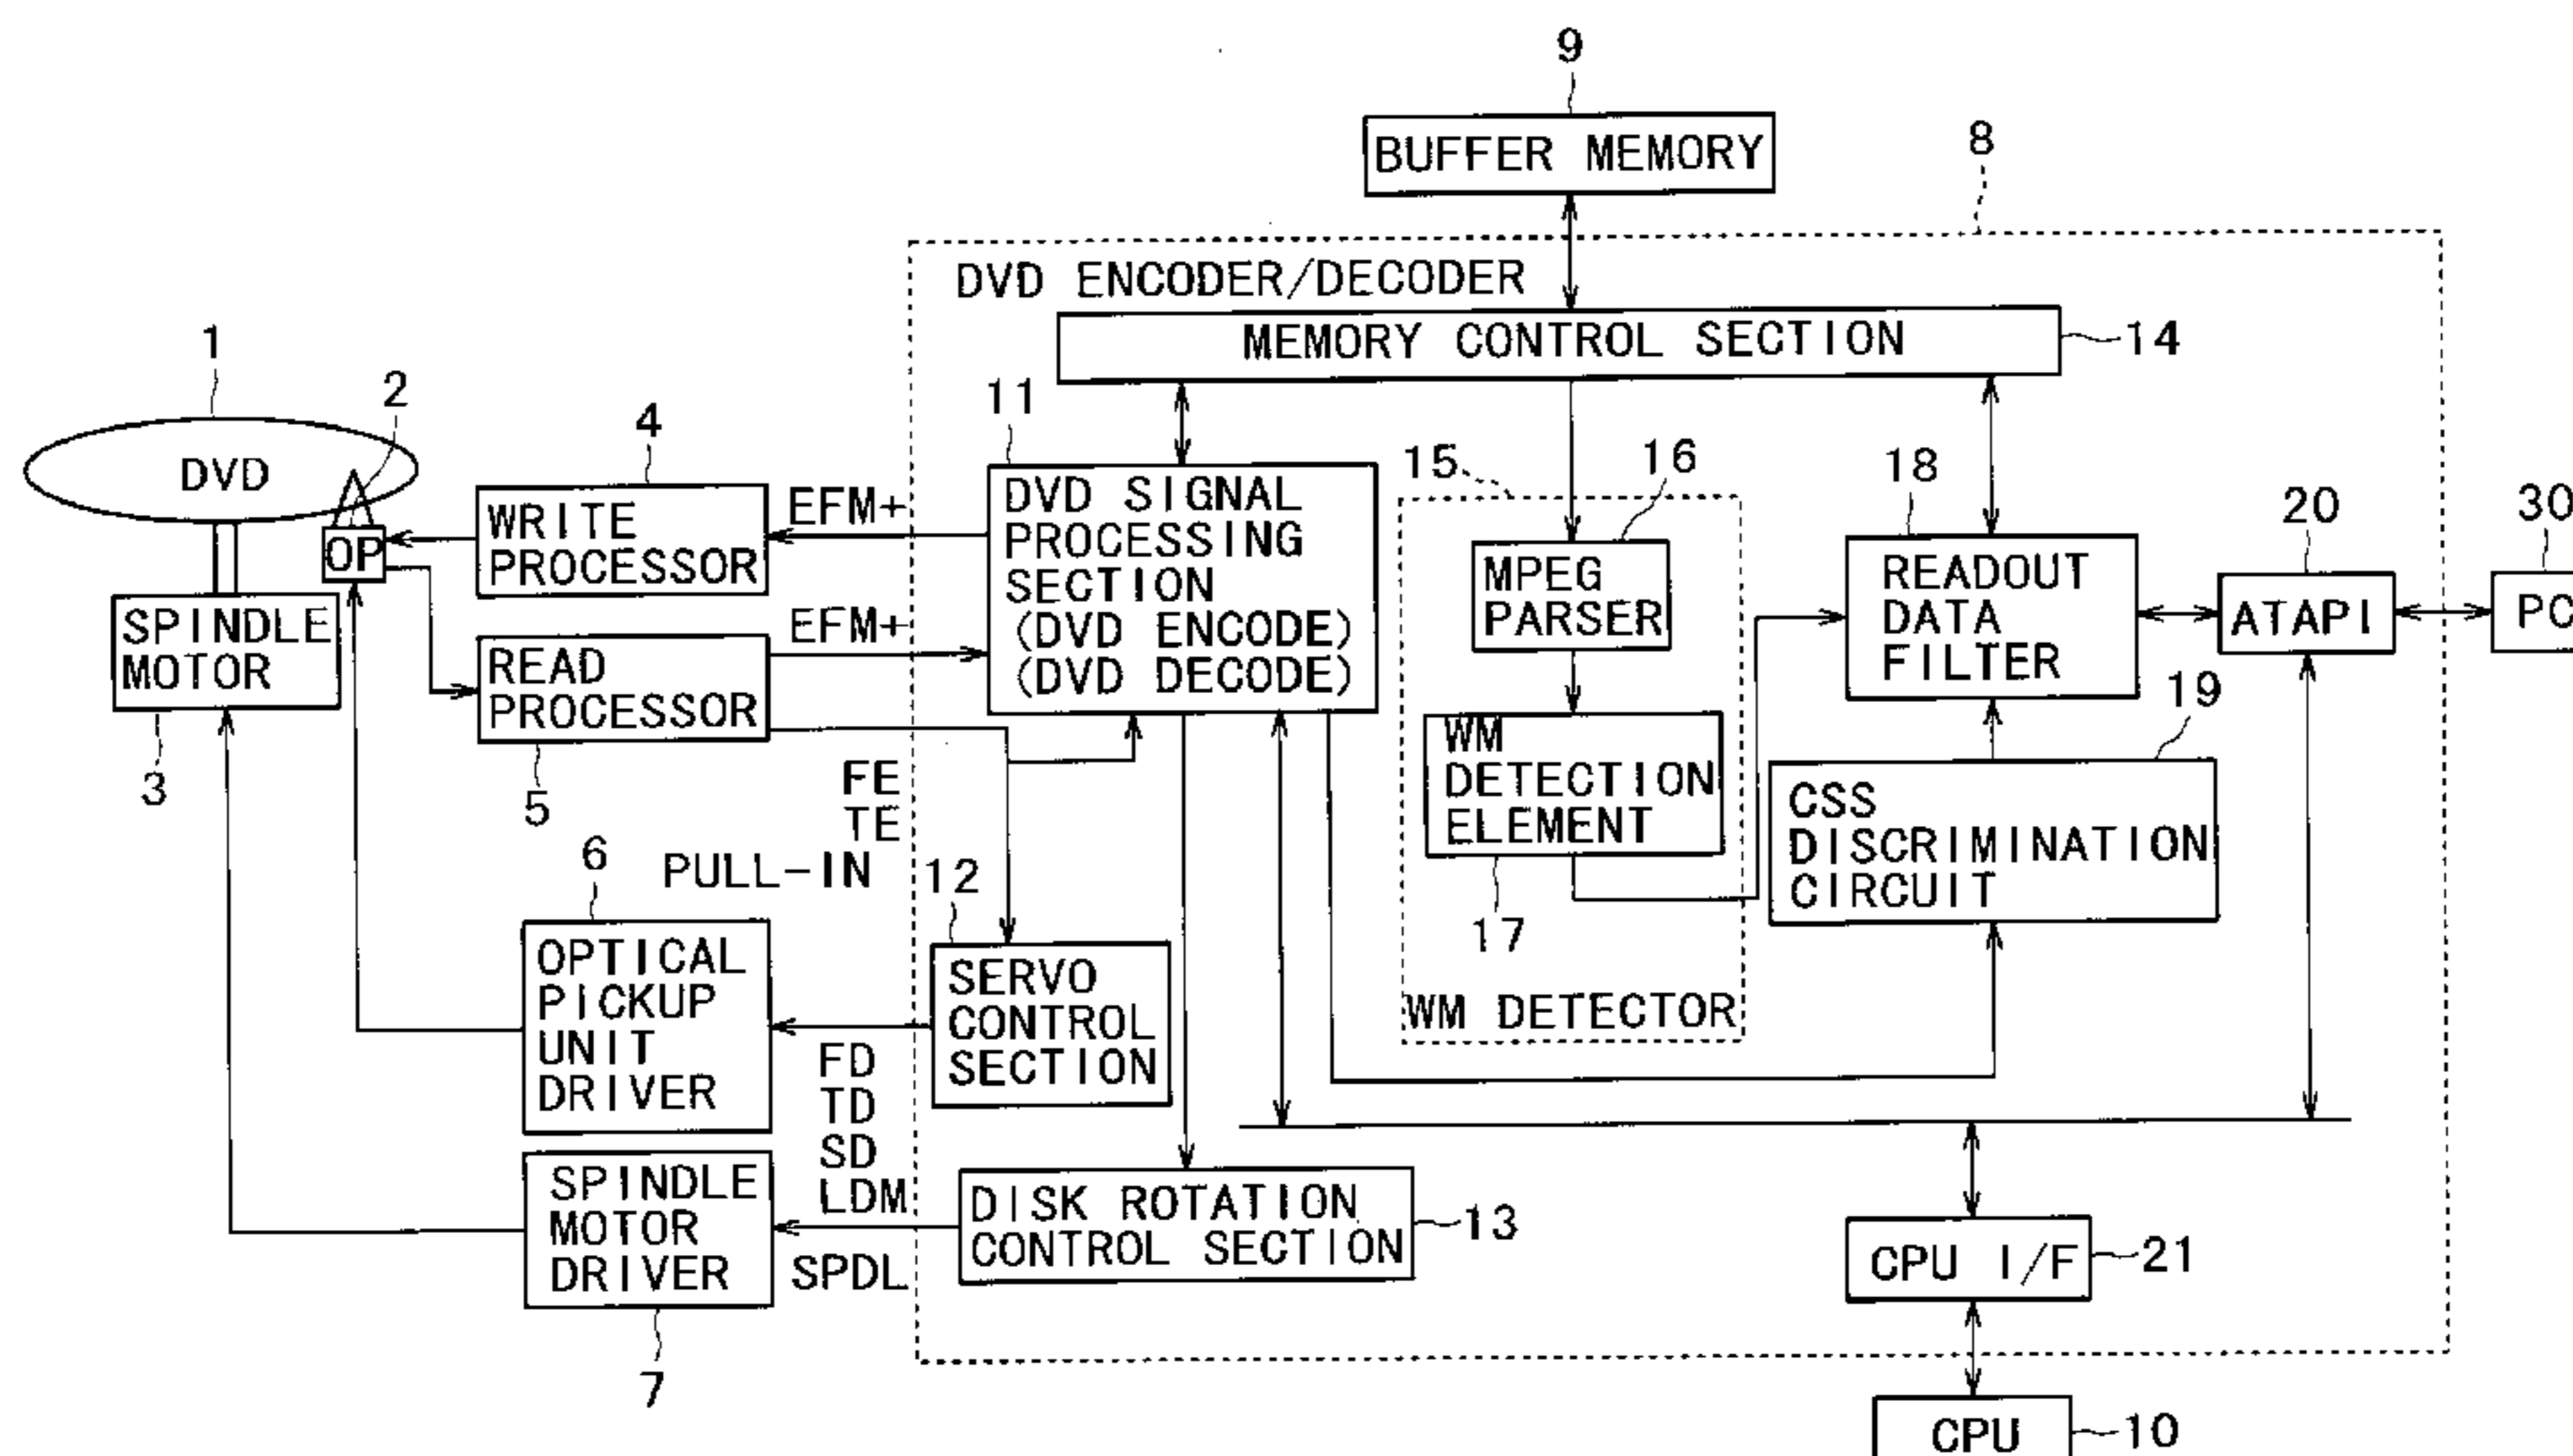 9
BUFFER MEMORY
8
DVD ENCODER/DECODER
MEMORY CONTROL SECTION
14
1
DVD
2
OP
SPINDLE
MOTOR
3
4
WRITE
PROCESSOR
EFM+
READ
PROCESSOR
5
EFM+
11
DVD SIGNAL
PROCESSING
SECTION
(DVD ENCODE)
(DVD DECODE)
15
16
MPEG
PARSER
WM
DETECTION
ELEMENT
17
WM DETECTOR
18
READOUT
DATA
FILTER
20
ATAPI
30
PC
19
CSS
DISCRIMINATION
CIRCUIT
FE
TE
PULL-IN
6
OPTICAL
PICKUP
UNIT
DRIVER
12
SERVO
CONTROL
SECTION
FD
TD
SD
LDM
SPINDLE
MOTOR
DRIVER
7
SPDL
DISK ROTATION
CONTROL SECTION
13
CPU I/F
21
CPU
10